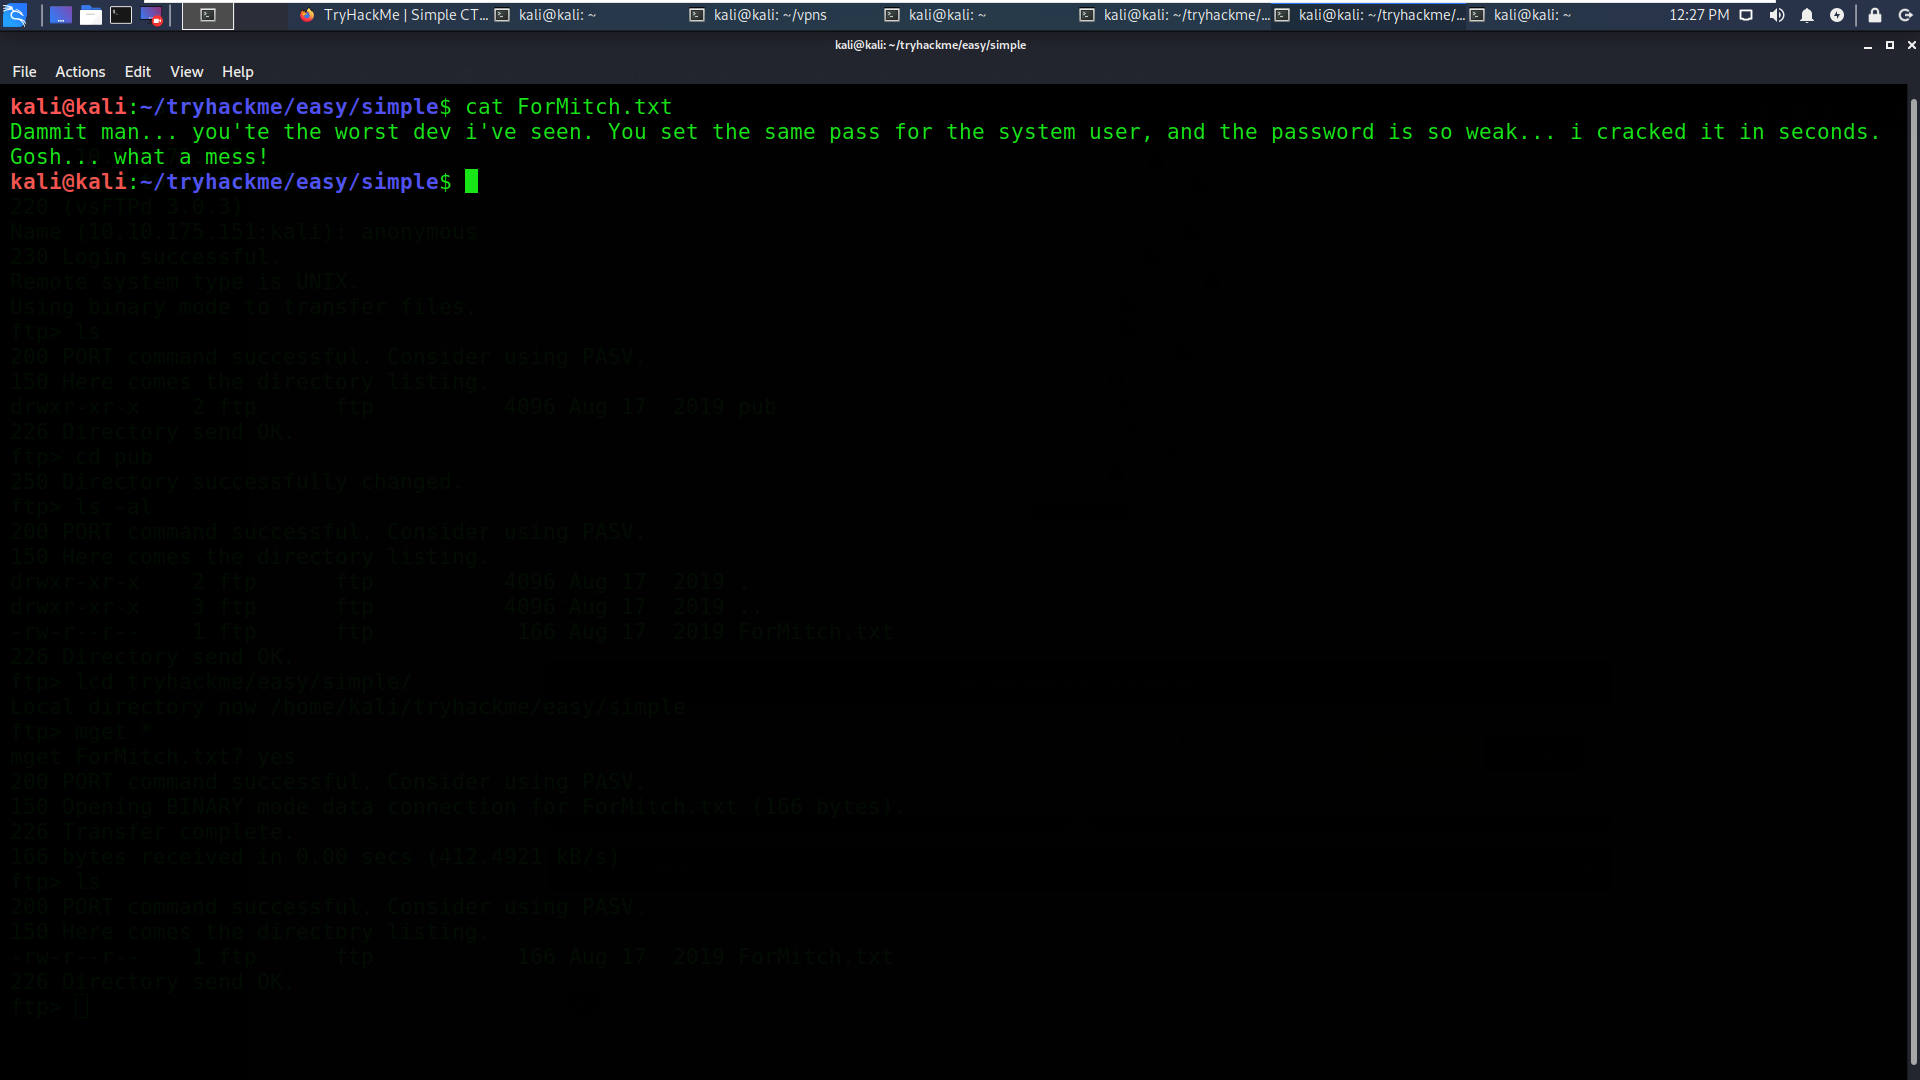 TryHackMe | Simple CT... kali@kali: ~ kali@kali: ~/vpns kali@kali: ~ kali@kali: ~/tryhackme/... kali@kali: ~/tryhackme/... kali@kali: ~ 12:27 PM
kali@kali: ~/tryhackme/easy/simple
File Actions Edit View Help
kali@kali:~/tryhackme/easy/simple$ cat ForMitch.txt
Dammit man... you'te the worst dev i've seen. You set the same pass for the system user, and the password is so weak... i cracked it in seconds.
Gosh... what a mess!
kali@kali:~/tryhackme/easy/simple$
220 (vsFTPd 3.0.3)
Name (10.10.175.151:kali): anonymous
230 Login successful.
Remote system type is UNIX.
Using binary mode to transfer files.
ftp> ls
200 PORT command successful. Consider using PASV.
150 Here comes the directory listing.
drwxr-xr-x    2 ftp      ftp          4096 Aug 17  2019 pub
226 Directory send OK.
ftp> cd pub
250 Directory successfully changed.
ftp> ls -al
200 PORT command successful. Consider using PASV.
150 Here comes the directory listing.
drwxr-xr-x    2 ftp      ftp          4096 Aug 17  2019 .
drwxr-xr-x    3 ftp      ftp          4096 Aug 17  2019 ..
-rw-r--r--    1 ftp      ftp           166 Aug 17  2019 ForMitch.txt
226 Directory send OK.
ftp> lcd tryhackme/easy/simple/
Local directory now /home/kali/tryhackme/easy/simple
ftp> mget *
mget ForMitch.txt? yes
200 PORT command successful. Consider using PASV.
150 Opening BINARY mode data connection for ForMitch.txt (166 bytes).
226 Transfer complete.
166 bytes received in 0.00 secs (412.4921 kB/s)
ftp> ls
200 PORT command successful. Consider using PASV.
150 Here comes the directory listing.
-rw-r--r--    1 ftp      ftp           166 Aug 17  2019 ForMitch.txt
226 Directory send OK.
ftp>